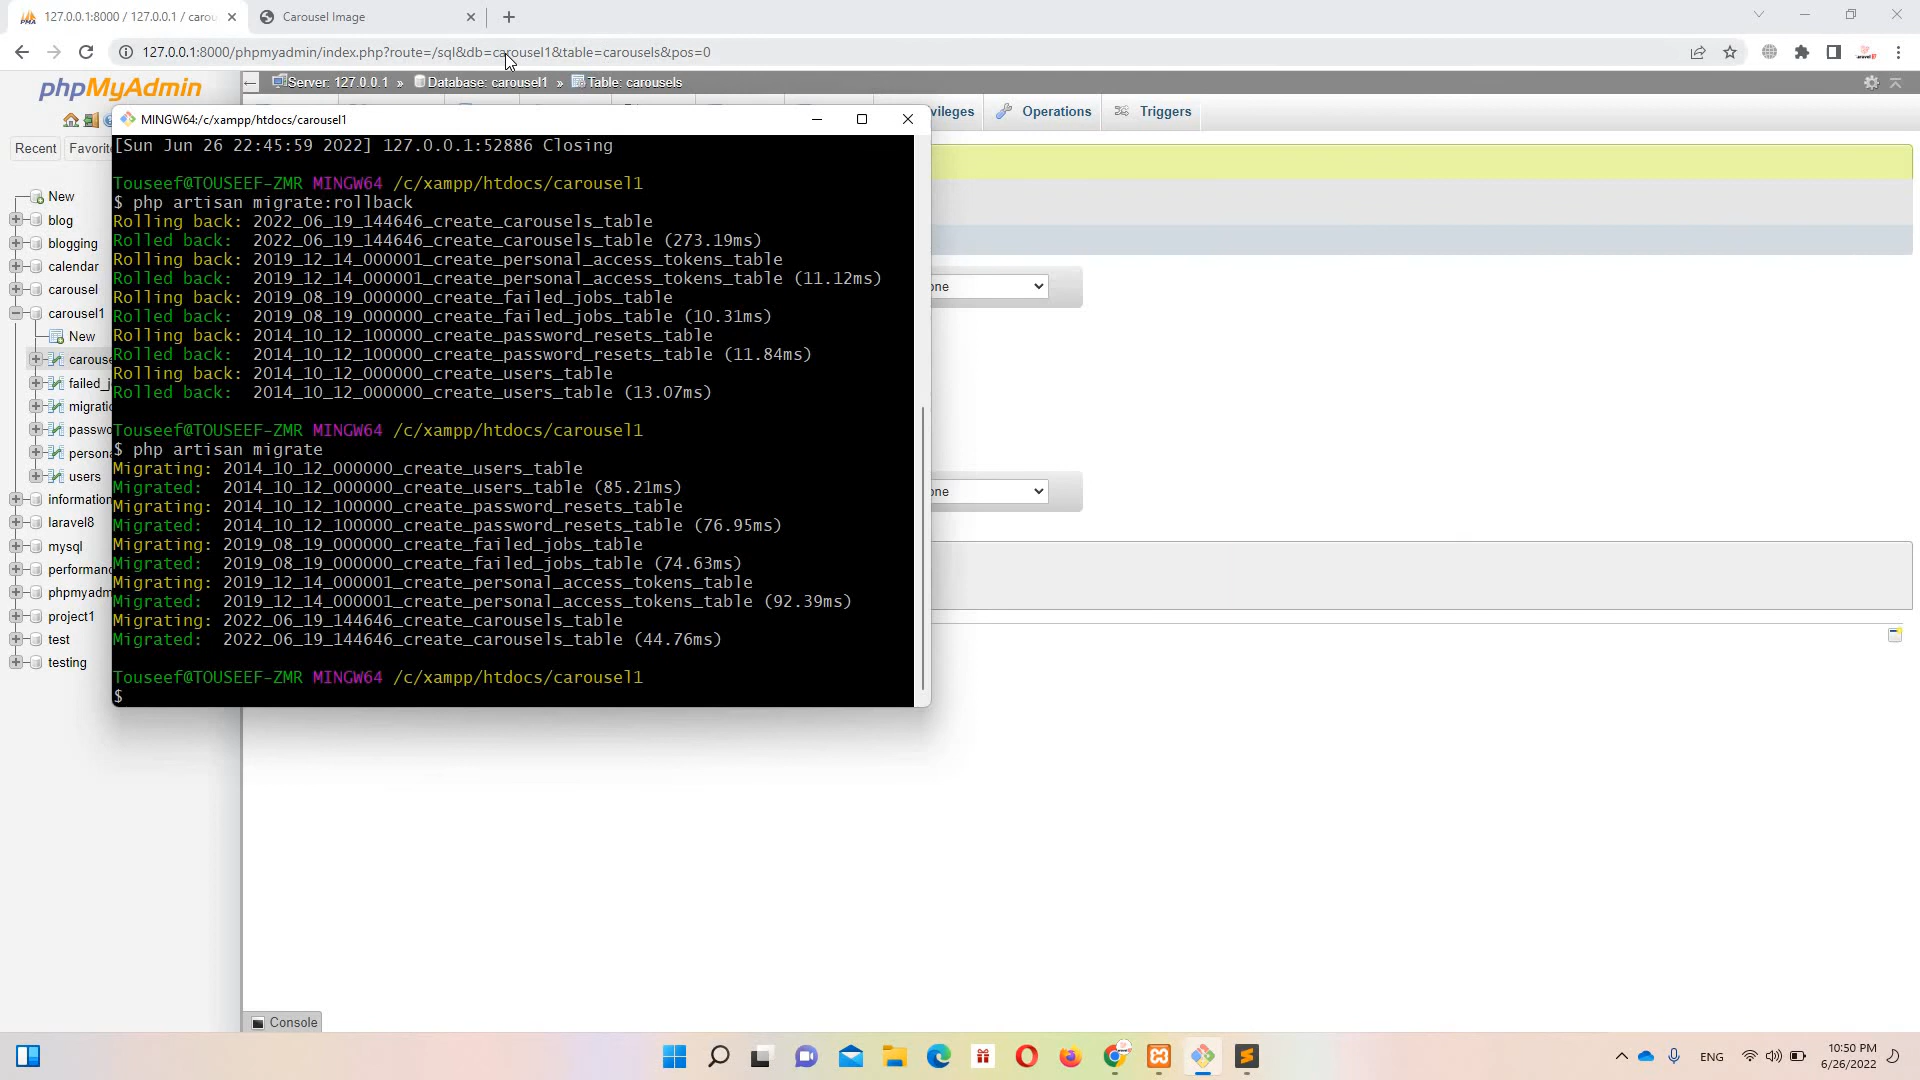 127.0.0.1:8000 / 127.0.0.1 / carou
Carousel Image
127.0.0.1:8000/phpmyadmin/index.php?route=/sql&db=carousel1&table=carousels&pos=0
phpMyAdmin
Server: 127.0.0.1 » Database: carousel1 » Table: carousels
vileges
Operations
Triggers
Recent
Favorit
MINGW64:/c/xampp/htdocs/carousel1
[Sun Jun 26 22:45:59 2022] 127.0.0.1:52886 Closing
Touseef@TOUSEEF-ZMR MINGW64 /c/xampp/htdocs/carousel1
$ php artisan migrate:rollback
Rolling back: 2022_06_19_144646_create_carousels_table
Rolled back:  2022_06_19_144646_create_carousels_table (273.19ms)
Rolling back: 2019_12_14_000001_create_personal_access_tokens_table
Rolled back:  2019_12_14_000001_create_personal_access_tokens_table (11.12ms)
Rolling back: 2019_08_19_000000_create_failed_jobs_table
Rolled back:  2019_08_19_000000_create_failed_jobs_table (10.31ms)
Rolling back: 2014_10_12_100000_create_password_resets_table
Rolled back:  2014_10_12_100000_create_password_resets_table (11.84ms)
Rolling back: 2014_10_12_000000_create_users_table
Rolled back:  2014_10_12_000000_create_users_table (13.07ms)
Touseef@TOUSEEF-ZMR MINGW64 /c/xampp/htdocs/carousel1
$ php artisan migrate
Migrating: 2014_10_12_000000_create_users_table
Migrated:  2014_10_12_000000_create_users_table (85.21ms)
Migrating: 2014_10_12_100000_create_password_resets_table
Migrated:  2014_10_12_100000_create_password_resets_table (76.95ms)
Migrating: 2019_08_19_000000_create_failed_jobs_table
Migrated:  2019_08_19_000000_create_failed_jobs_table (74.63ms)
Migrating: 2019_12_14_000001_create_personal_access_tokens_table
Migrated:  2019_12_14_000001_create_personal_access_tokens_table (92.39ms)
Migrating: 2022_06_19_144646_create_carousels_table
Migrated:  2022_06_19_144646_create_carousels_table (44.76ms)
Touseef@TOUSEEF-ZMR MINGW64 /c/xampp/htdocs/carousel1
$
New
blog
blogging
calendar
carousel
carousel1
New
carouse
failed_j
migratio
passwo
persona
users
information
laravel8
mysql
performanc
phpmyadm
project1
test
testing
one
one
Console
ENG
10:50 PM
6/26/2022